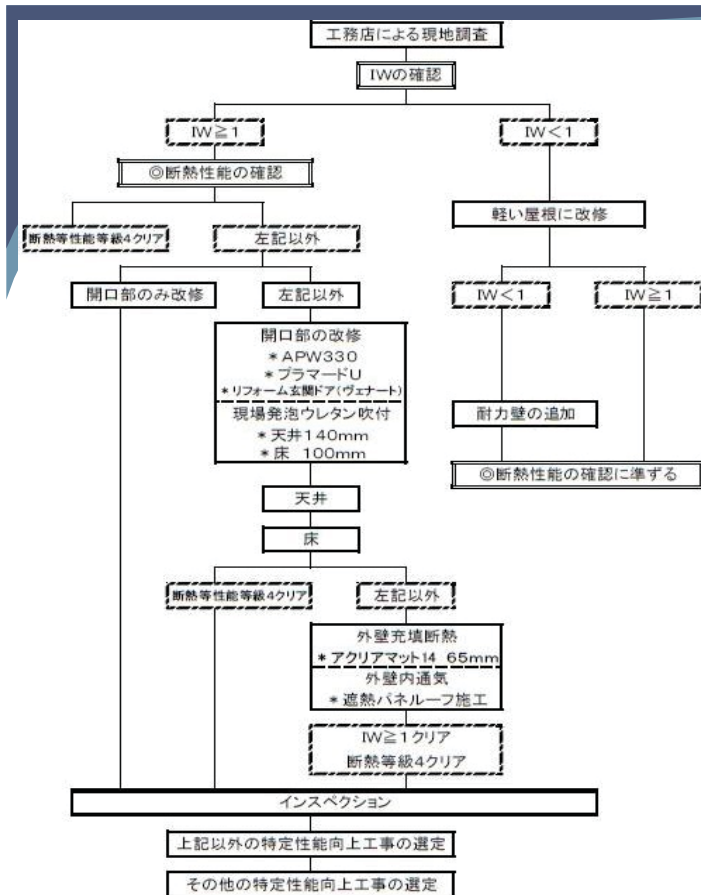 工務店による現地調査
IWの確認
IW≧1
IW<1
◎断熱性能の確認
軽い屋根に改修
断熱等性能等級4クリア
左記以外
開口部のみ改修
左記以外
IW<1
IW≧1
開口部の改修
*APW330
*プラマードU
*リフォーム玄関ドア(ヴェナート)
現場発泡ウレタン吹付
*天井140mm
*床 100mm
耐力壁の追加
◎断熱性能の確認に準ずる
天井
床
断熱等性能等級4クリア
左記以外
外壁充填断熱
*アクリアマット14 65mm
外壁内通気
*遮熱パネルーフ施工
IW≧1クリア
断熱等級4クリア
インスペクション
上記以外の特定性能向上工事の選定
その他の特定性能向上工事の選定